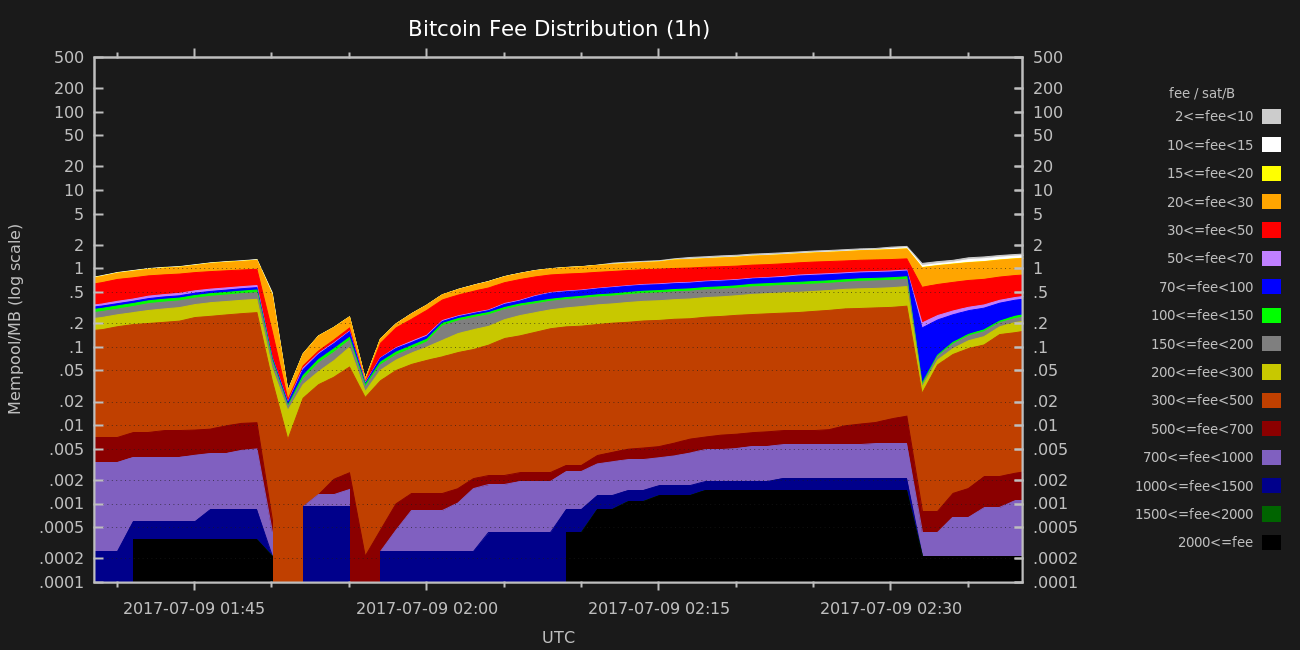 Bitcoin Fee Distribution (1h)
500
200
100
50
20
10
5
2
1
.5
.2
.1
.05
.02
.01
.005
.002
.001
.0005
.0002
.0001
Mempool/MB (log scale)
2017-07-09 01:45
2017-07-09 02:00
2017-07-09 02:15
2017-07-09 02:30
UTC
500
200
100
50
20
10
5
2
1
.5
.2
.1
.05
.02
.01
.005
.002
.001
.0005
.0002
.0001
fee / sat/B
2<=fee<10
10<=fee<15
15<=fee<20
20<=fee<30
30<=fee<50
50<=fee<70
70<=fee<100
100<=fee<150
150<=fee<200
200<=fee<300
300<=fee<500
500<=fee<700
700<=fee<1000
1000<=fee<1500
1500<=fee<2000
2000<=fee